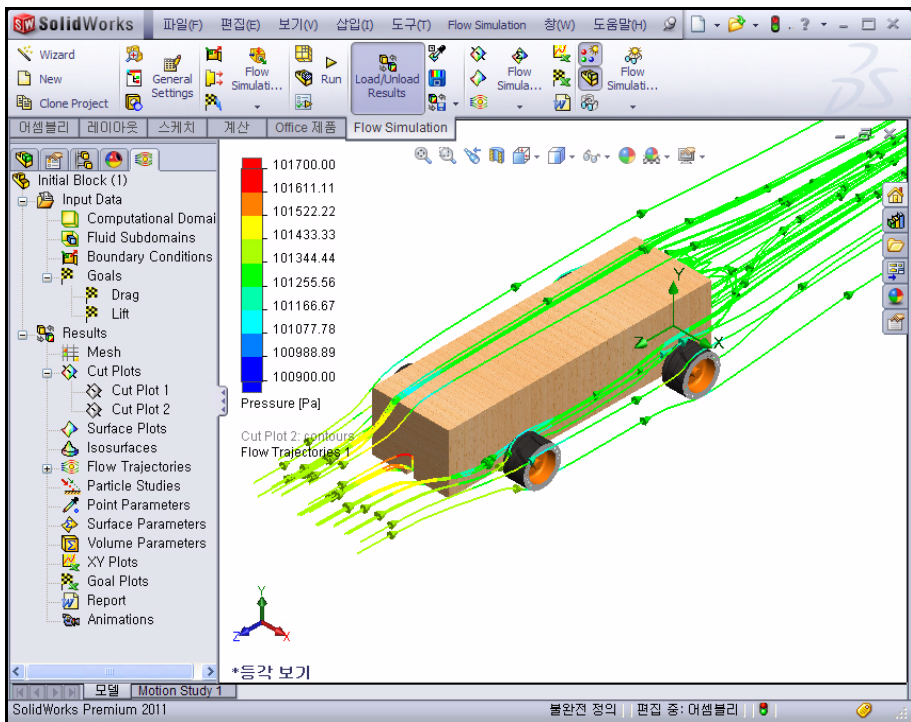 SolidWorks 파일(F) 편집(E) 보기(V) 삽입(I) 도구(T) Flow Simulation 창(W) 도움말(H)
Wizard
New
Clone Project
General Settings
Flow Simulati...
Run
Load/Unload Results
Flow Simula...
Flow Simulati...
어셈블리 레이아웃 스케치 계산 Office 제품 Flow Simulation
Initial Block (1)
Input Data
Computational Domai
Fluid Subdomains
Boundary Conditions
Goals
Drag
Lift
Results
Mesh
Cut Plots
Cut Plot 1
Cut Plot 2
Surface Plots
Isosurfaces
Flow Trajectories
Particle Studies
Point Parameters
Surface Parameters
Volume Parameters
XY Plots
Goal Plots
Report
Animations
101700.00
101611.11
101522.22
101433.33
101344.44
101255.56
101166.67
101077.78
100988.89
100900.00
Pressure [Pa]
Cut Plot 2: contours
Flow Trajectories 1
Y
Z X
Y
Z X
*등각 보기
모델 Motion Study 1
SolidWorks Premium 2011 불완전 정의 편집 중: 어셈블리